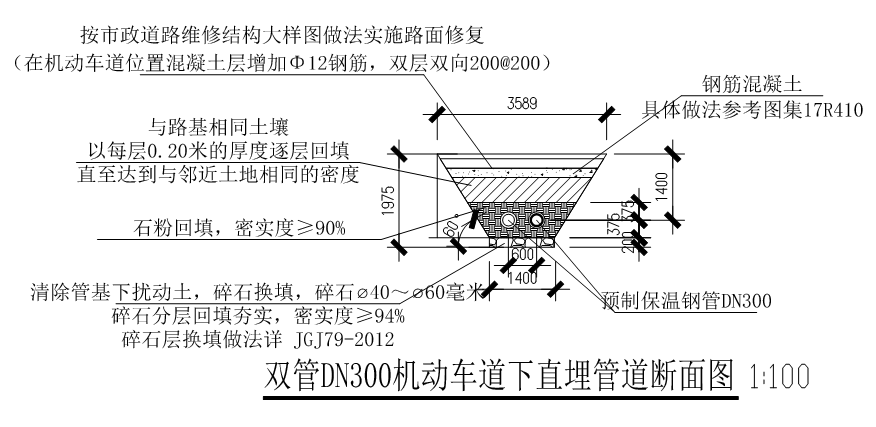 按市政道路维修结构大样图做法实施路面修复
（在机动车道位置混凝土层增加Φ12钢筋，双层双向200@200）
钢筋混凝土
具体做法参考图集17R410
3589
与路基相同土壤
以每层0.20米的厚度逐层回填
直至达到与邻近土地相同的密度
1975
1400
375
375
200
60°
石粉回填，密实度≥90%
600
1400
清除管基下扰动土，碎石换填，碎石⌀40～⌀60毫米
碎石分层回填夯实，密实度≥94%
碎石层换填做法详 JGJ79-2012
预制保温钢管DN300
双管DN300机动车道下直埋管道断面图 1:100